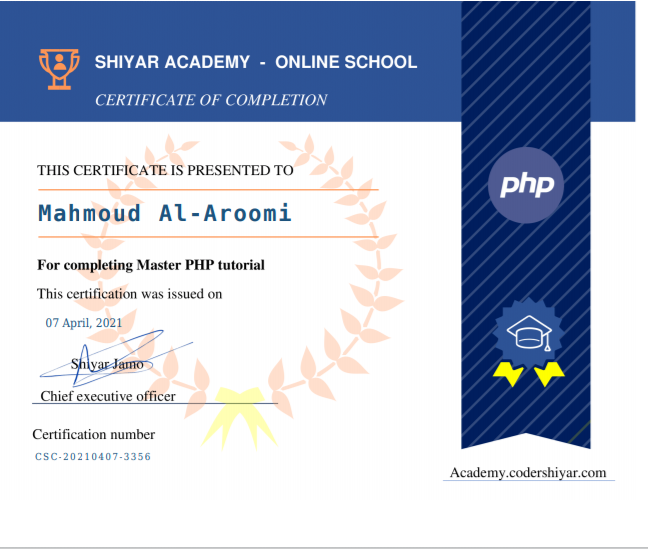 SHIYAR ACADEMY - ONLINE SCHOOL
CERTIFICATE OF COMPLETION
THIS CERTIFICATE IS PRESENTED TO
Mahmoud Al-Aroomi
For completing Master PHP tutorial
This certification was issued on
07 April, 2021
Shiyar Jamo
Chief executive officer
Certification number
CSC-20210407-3356
php
Academy.codershiyar.com